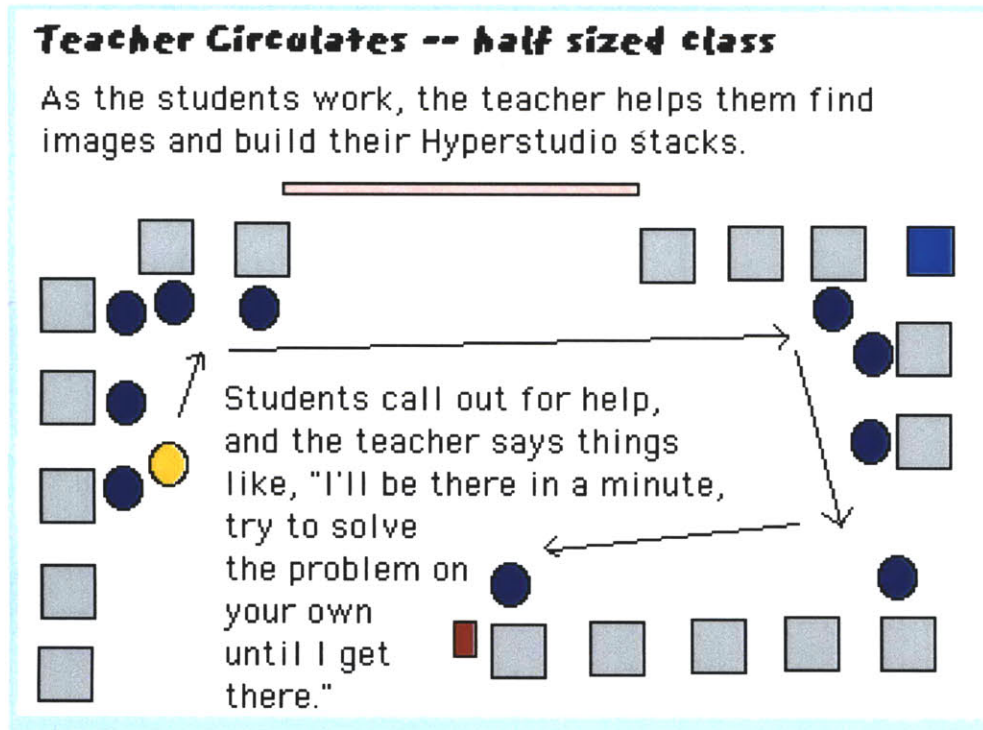 Teacher Circulates -- half sized class
As the students work, the teacher helps them find
images and build their Hyperstudio stacks.
Students call out for help,
and the teacher says things
like, "I'll be there in a minute,
try to solve
the problem on
your own
until I get
there."